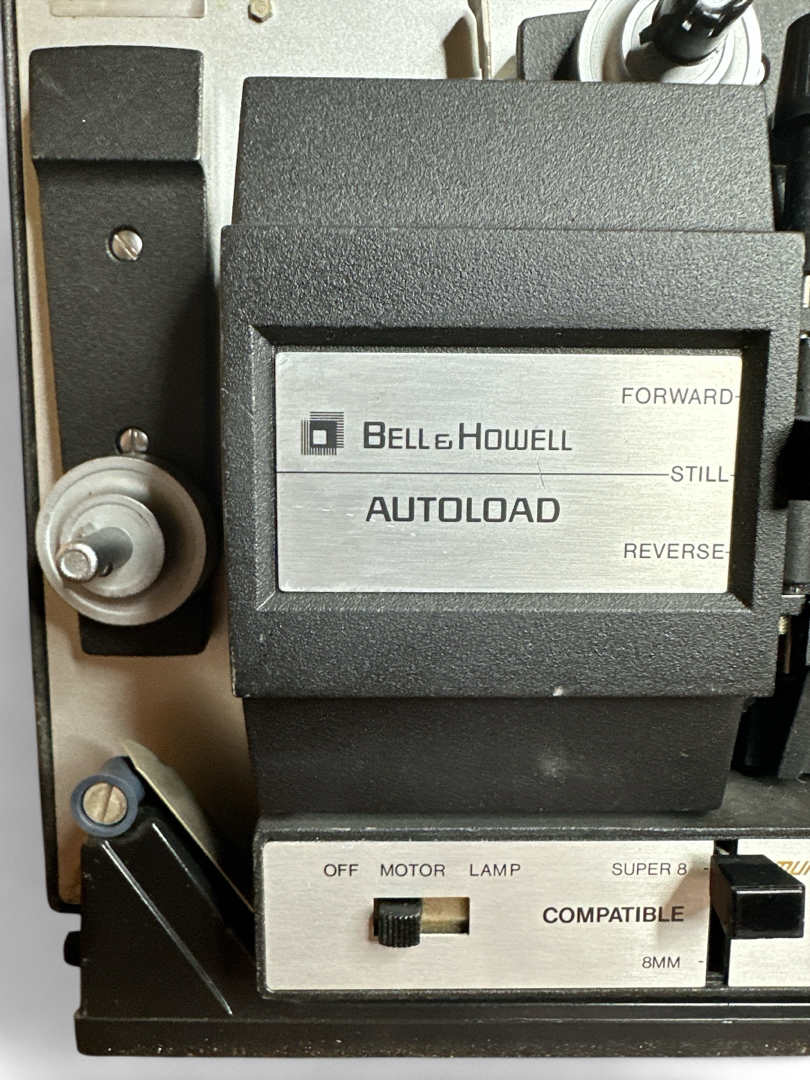 FORWARD
BELL & HOWELL
STILL
AUTOLOAD
REVERSE
OFF MOTOR LAMP
SUPER 8
COMPATIBLE
8MM